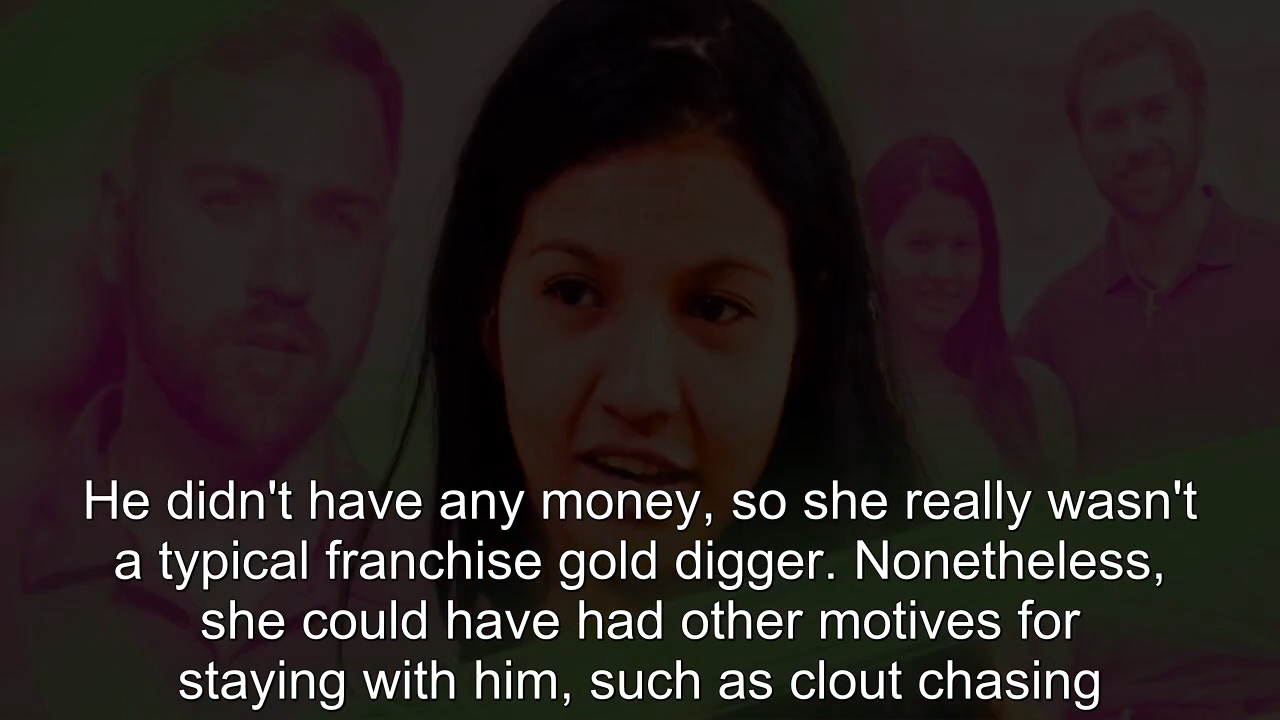 He didn't have any money, so she really wasn't
a typical franchise gold digger. Nonetheless,
she could have had other motives for
staying with him, such as clout chasing